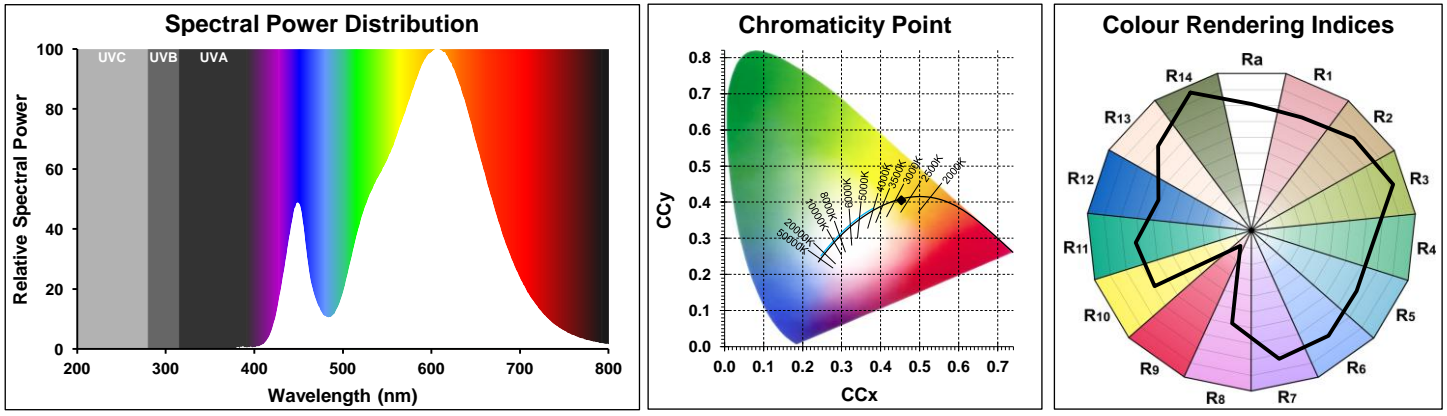 Spectral Power Distribution
UVC UVB UVA
100
80
60
40
20
0
Relative Spectral Power
200 300 400 500 600 700 800
Wavelength (nm)
Chromaticity Point
0.8
0.7
0.6
0.5
0.4
0.3
0.2
0.1
0.0
CCy
50000K
20000K
10000K
8000K
6000K
5000K
4000K
3500K
3000K
2500K
2000K
0.0 0.1 0.2 0.3 0.4 0.5 0.6 0.7
CCx
Colour Rendering Indices
Ra
R1
R2
R3
R4
R5
R6
R7
R8
R9
R10
R11
R12
R13
R14